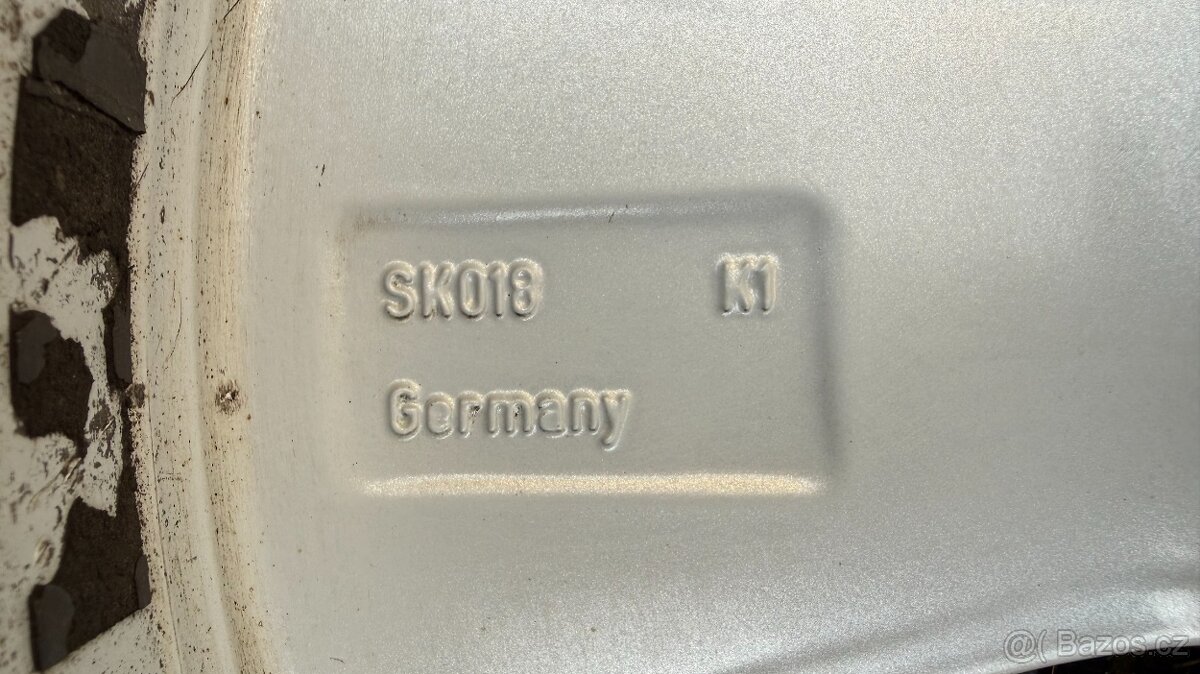 SK018 K1
Germany
@( Bazos.cz